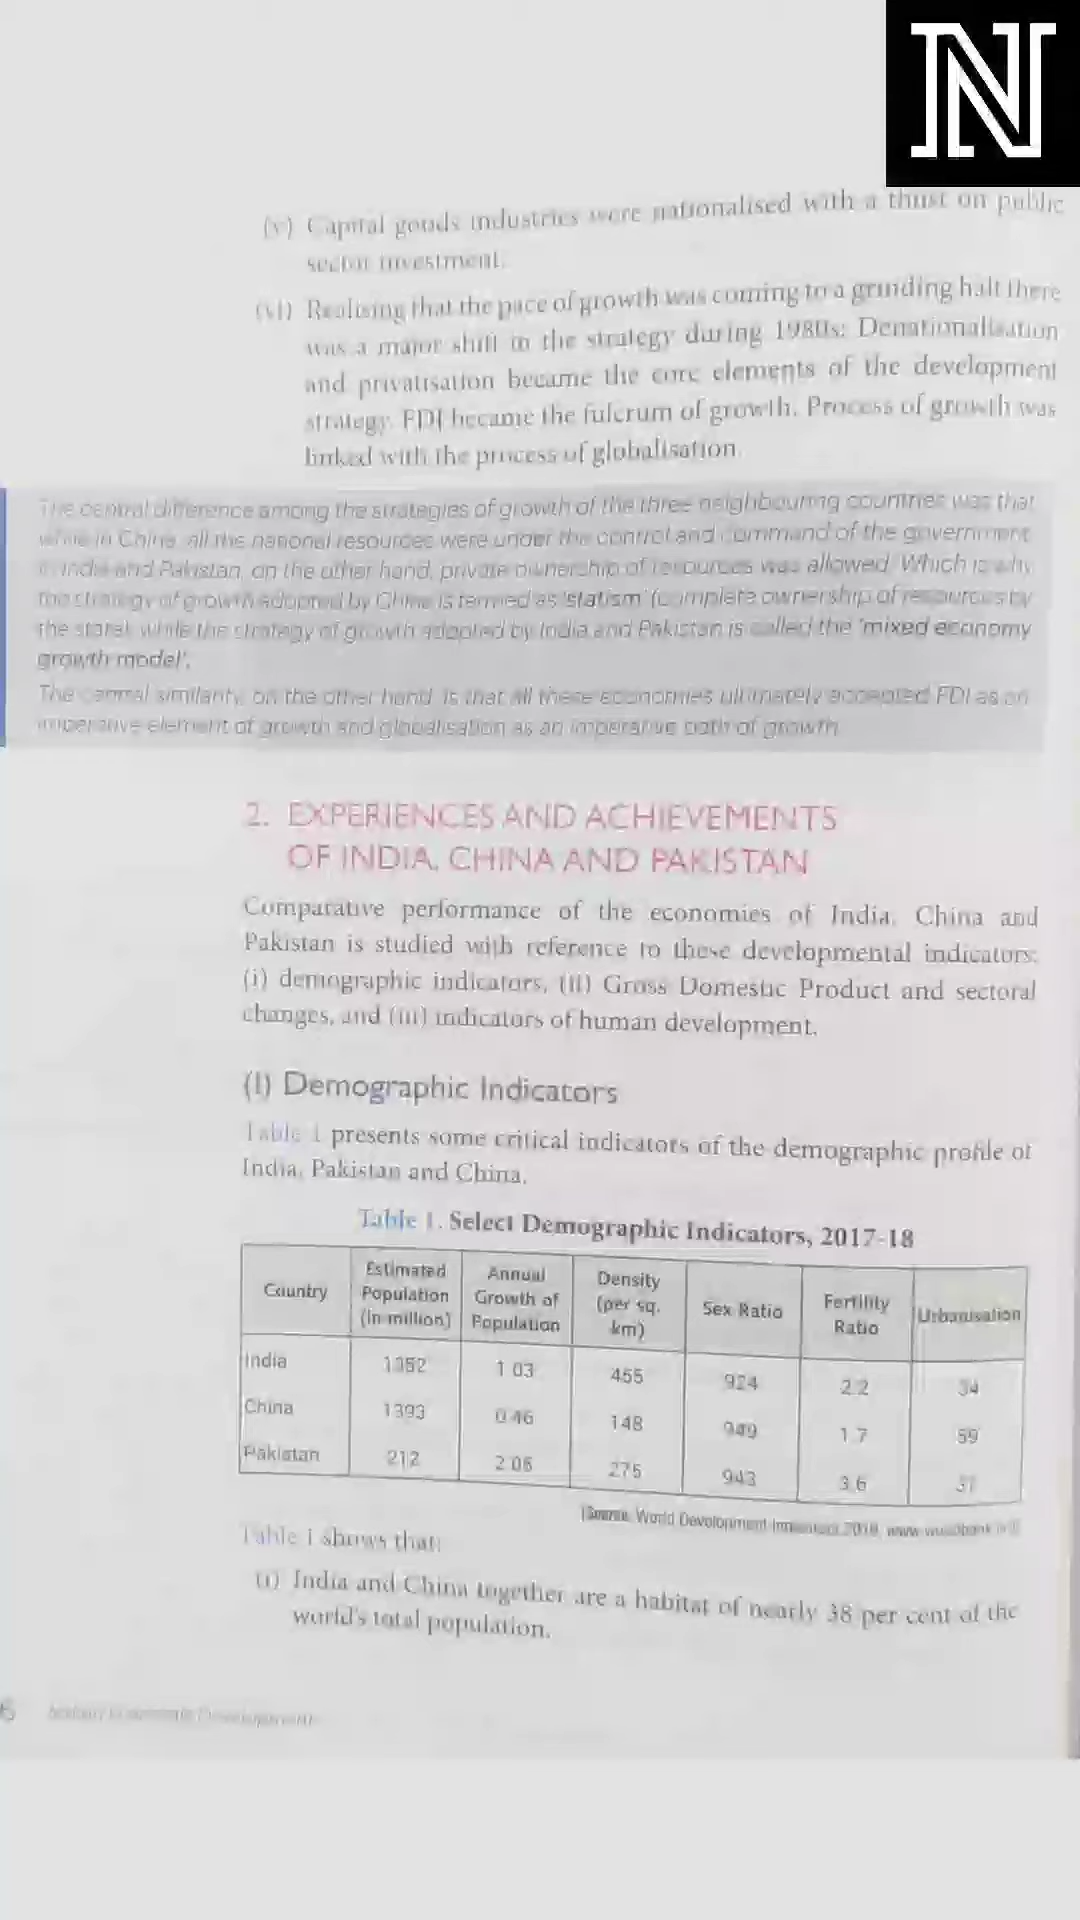 N
(v) Capital goods industries were nationalised with a thust on public
sector investment.
(vi) Realising that the pace of growth was coming to a grinding halt there
was a major shift in the strategy during 1980s: Denationalisation
and privatisation became the core elements of the development
strategy. FDI became the fulcrum of growth. Process of growth was
linked with the process of globalisation.
The central difference among the strategies of growth of the three neighbouring countries was that
while in China, all the national resources were under the control and command of the government
in India and Pakistan, on the other hand, private ownership of resources was allowed. Which is why
the strategy of growth adopted by China is termed as 'statism' (complete ownership of resources by
the state), while the strategy of growth adopted by India and Pakistan is called the 'mixed economy
growth model'.
The central similarity, on the other hand, is that all these economies ultimately accepted FDI as an
imperative element of growth and globalisation as an imperative path of growth.
2. EXPERIENCES AND ACHIEVEMENTS
OF INDIA, CHINA AND PAKISTAN
Comparative performance of the economies of India, China and
Pakistan is studied with reference to these developmental indicators:
(i) demographic indicators, (ii) Gross Domestic Product and sectoral
changes, and (iii) indicators of human development.
(I) Demographic Indicators
Table 1 presents some critical indicators of the demographic profile of
India, Pakistan and China.
Table 1. Select Demographic Indicators, 2017-18
Country Estimated Population (in million) Annual Growth of Population Density (per sq. km) Sex Ratio Fertility Ratio Urbanisation
India 1352 1.03 455 924 2.2 34
China 1393 0.46 148 949 1.7 59
Pakistan 212 2.05 275 943 3.6 37
[Source: World Development Indicators 2019, www.worldbank.org]
Table 1 shows that:
(i) India and China together are a habitat of nearly 38 per cent of the
world's total population.
6 Indian Economic Development